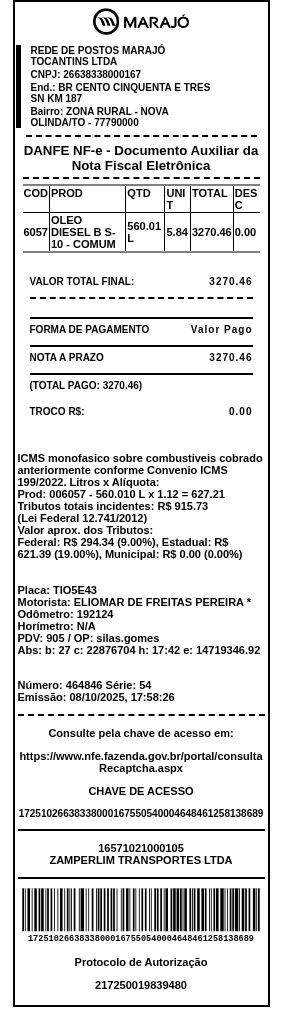 MARAJÓ
REDE DE POSTOS MARAJÓ
TOCANTINS LTDA
CNPJ: 26638338000167
End.: BR CENTO CINQUENTA E TRES
SN KM 187
Bairro: ZONA RURAL - NOVA
OLINDA/TO - 77790000
DANFE NF-e - Documento Auxiliar da
Nota Fiscal Eletrônica
COD PROD QTD UNIT TOTAL DESC
6057 OLEO DIESEL B S-10 - COMUM 560.01 L 5.84 3270.46 0.00
VALOR TOTAL FINAL: 3270.46
FORMA DE PAGAMENTO Valor Pago
NOTA A PRAZO 3270.46
(TOTAL PAGO: 3270.46)
TROCO R$: 0.00
ICMS monofasico sobre combustiveis cobrado
anteriormente conforme Convenio ICMS
199/2022. Litros x Alíquota:
Prod: 006057 - 560.010 L x 1.12 = 627.21
Tributos totais incidentes: R$ 915.73
(Lei Federal 12.741/2012)
Valor aprox. dos Tributos:
Federal: R$ 294.34 (9.00%), Estadual: R$
621.39 (19.00%), Municipal: R$ 0.00 (0.00%)
Placa: TIO5E43
Motorista: ELIOMAR DE FREITAS PEREIRA *
Odômetro: 192124
Horímetro: N/A
PDV: 905 / OP: silas.gomes
Abs: b: 27 c: 22876704 h: 17:42 e: 14719346.92
Número: 464846 Série: 54
Emissão: 08/10/2025, 17:58:26
Consulte pela chave de acesso em:
https://www.nfe.fazenda.gov.br/portal/consulta
Recaptcha.aspx
CHAVE DE ACESSO
17251026638338000167550540004648461258138689
16571021000105
ZAMPERLIM TRANSPORTES LTDA
17251026638338000167550540004648461258138689
Protocolo de Autorização
217250019839480